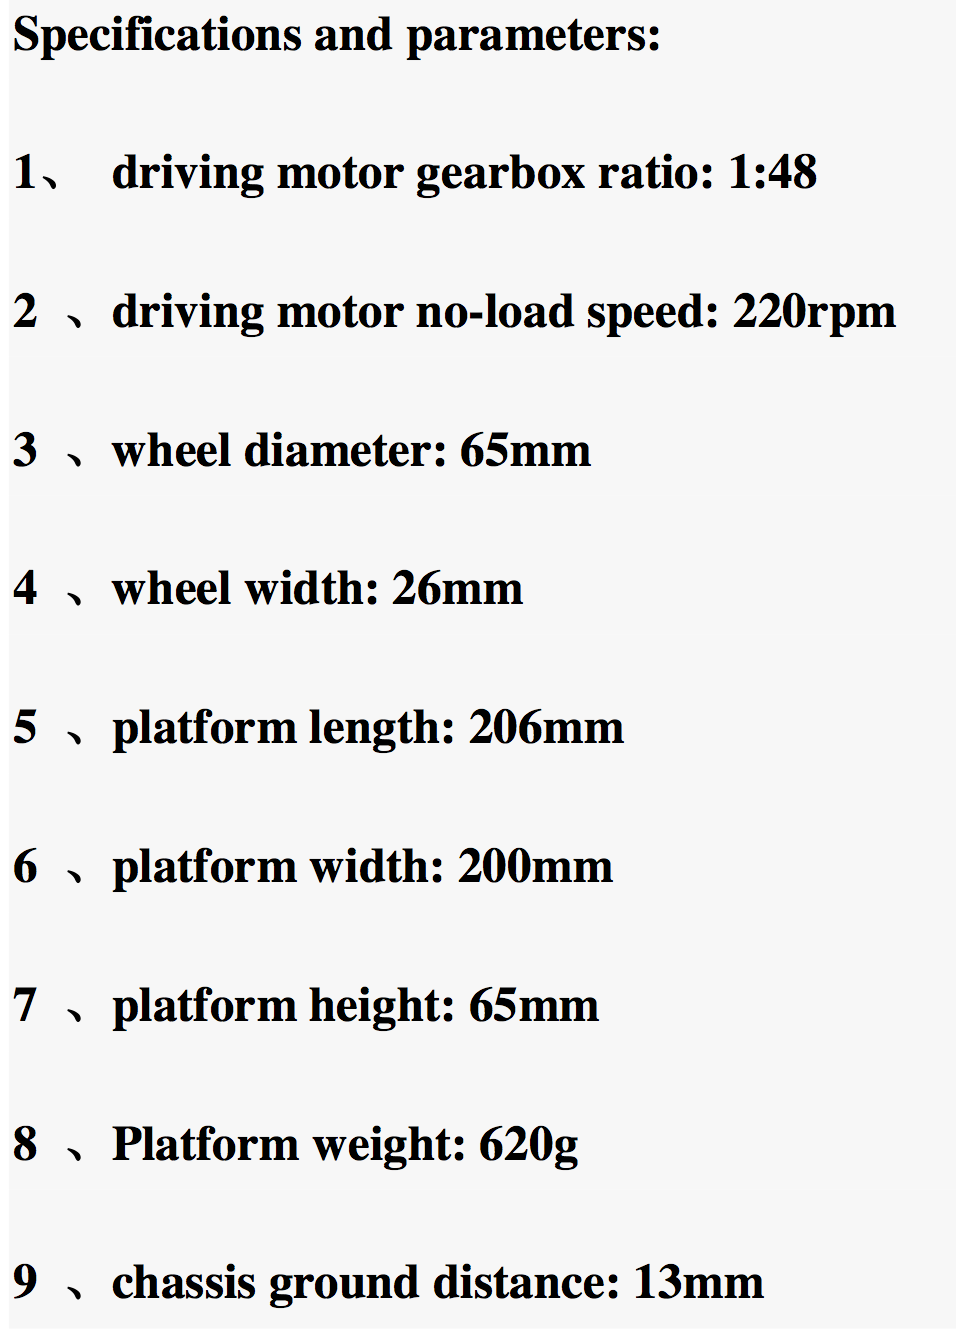 Specifications and parameters:
1、 driving motor gearbox ratio: 1:48
2 、driving motor no-load speed: 220rpm
3 、wheel diameter: 65mm
4 、wheel width: 26mm
5 、platform length: 206mm
6 、platform width: 200mm
7 、platform height: 65mm
8 、Platform weight: 620g
9 、chassis ground distance: 13mm